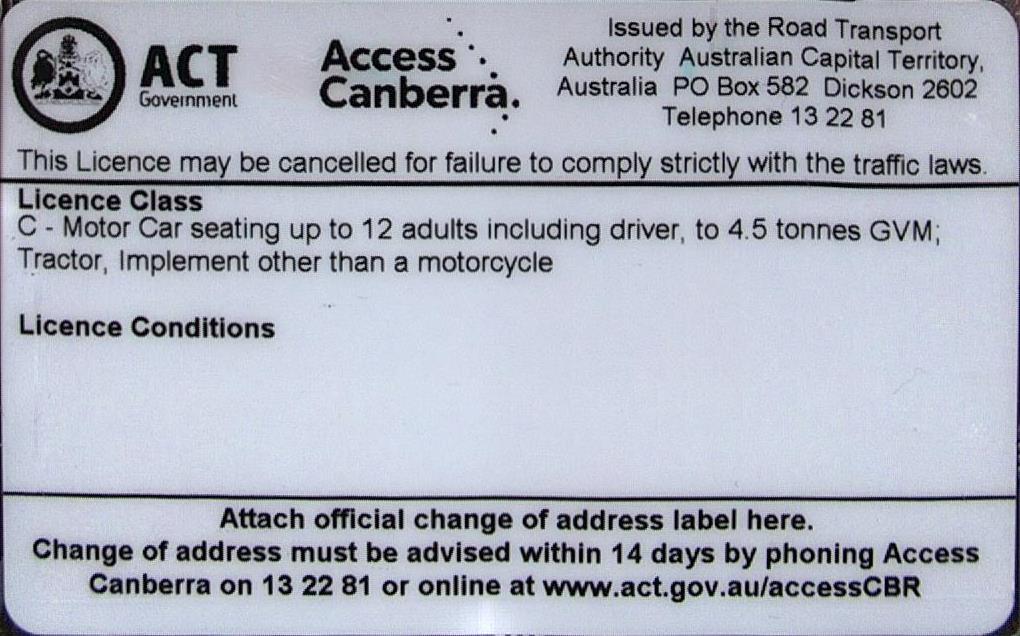 ACT
Government
Access
Canberra.
Issued by the Road Transport
Authority Australian Capital Territory,
Australia PO Box 582 Dickson 2602
Telephone 13 22 81
This Licence may be cancelled for failure to comply strictly with the traffic laws.
Licence Class
C - Motor Car seating up to 12 adults including driver, to 4.5 tonnes GVM;
Tractor, Implement other than a motorcycle
Licence Conditions
Attach official change of address label here.
Change of address must be advised within 14 days by phoning Access
Canberra on 13 22 81 or online at www.act.gov.au/accessCBR